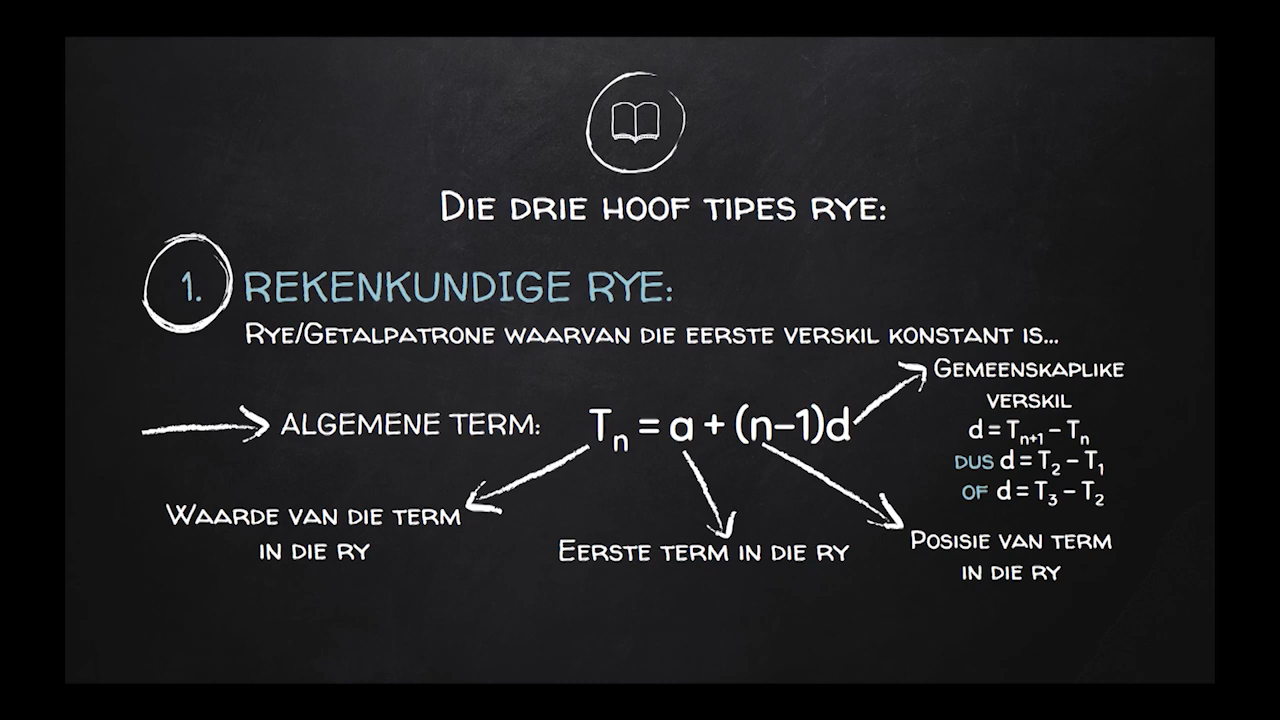 DIE DRIE HOOF TIPES RYE:
1. REKENKUNDIGE RYE:
RYE/GETALPATRONE WAARVAN DIE EERSTE VERSKIL KONSTANT IS...
ALGEMENE TERM: Tₙ = a + (n–1)d
GEMEENSKAPLIKE
VERSKIL
d = Tₙ₊₁ – Tₙ
DUS d = T₂ – T₁
OF d = T₃ – T₂
WAARDE VAN DIE TERM
IN DIE RY
EERSTE TERM IN DIE RY
POSISIE VAN TERM
IN DIE RY